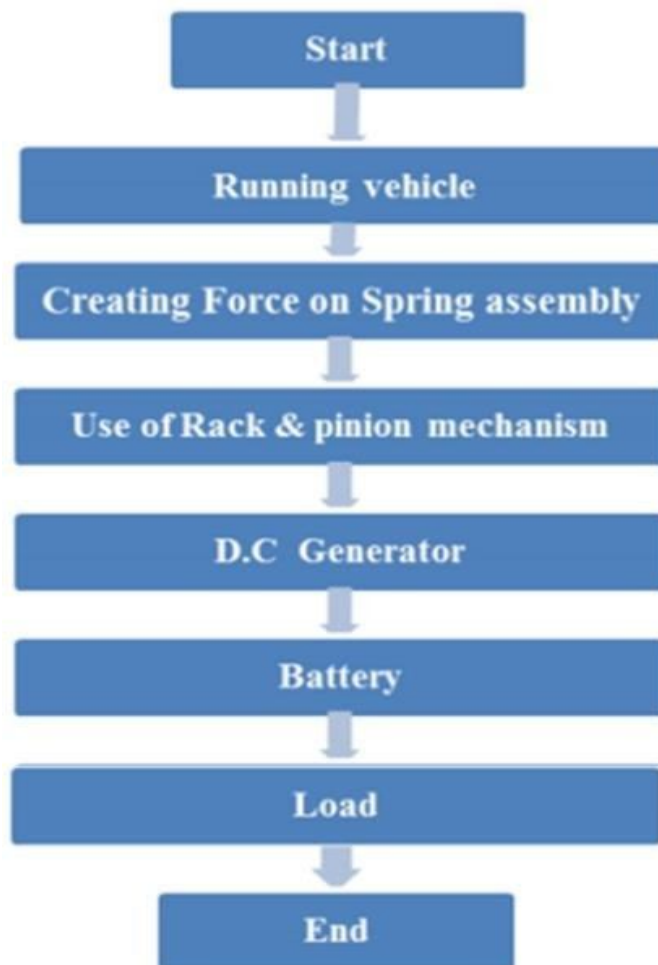 Start
Running vehicle
Creating Force on Spring assembly
Use of Rack & pinion mechanism
D.C Generator
Battery
Load
End